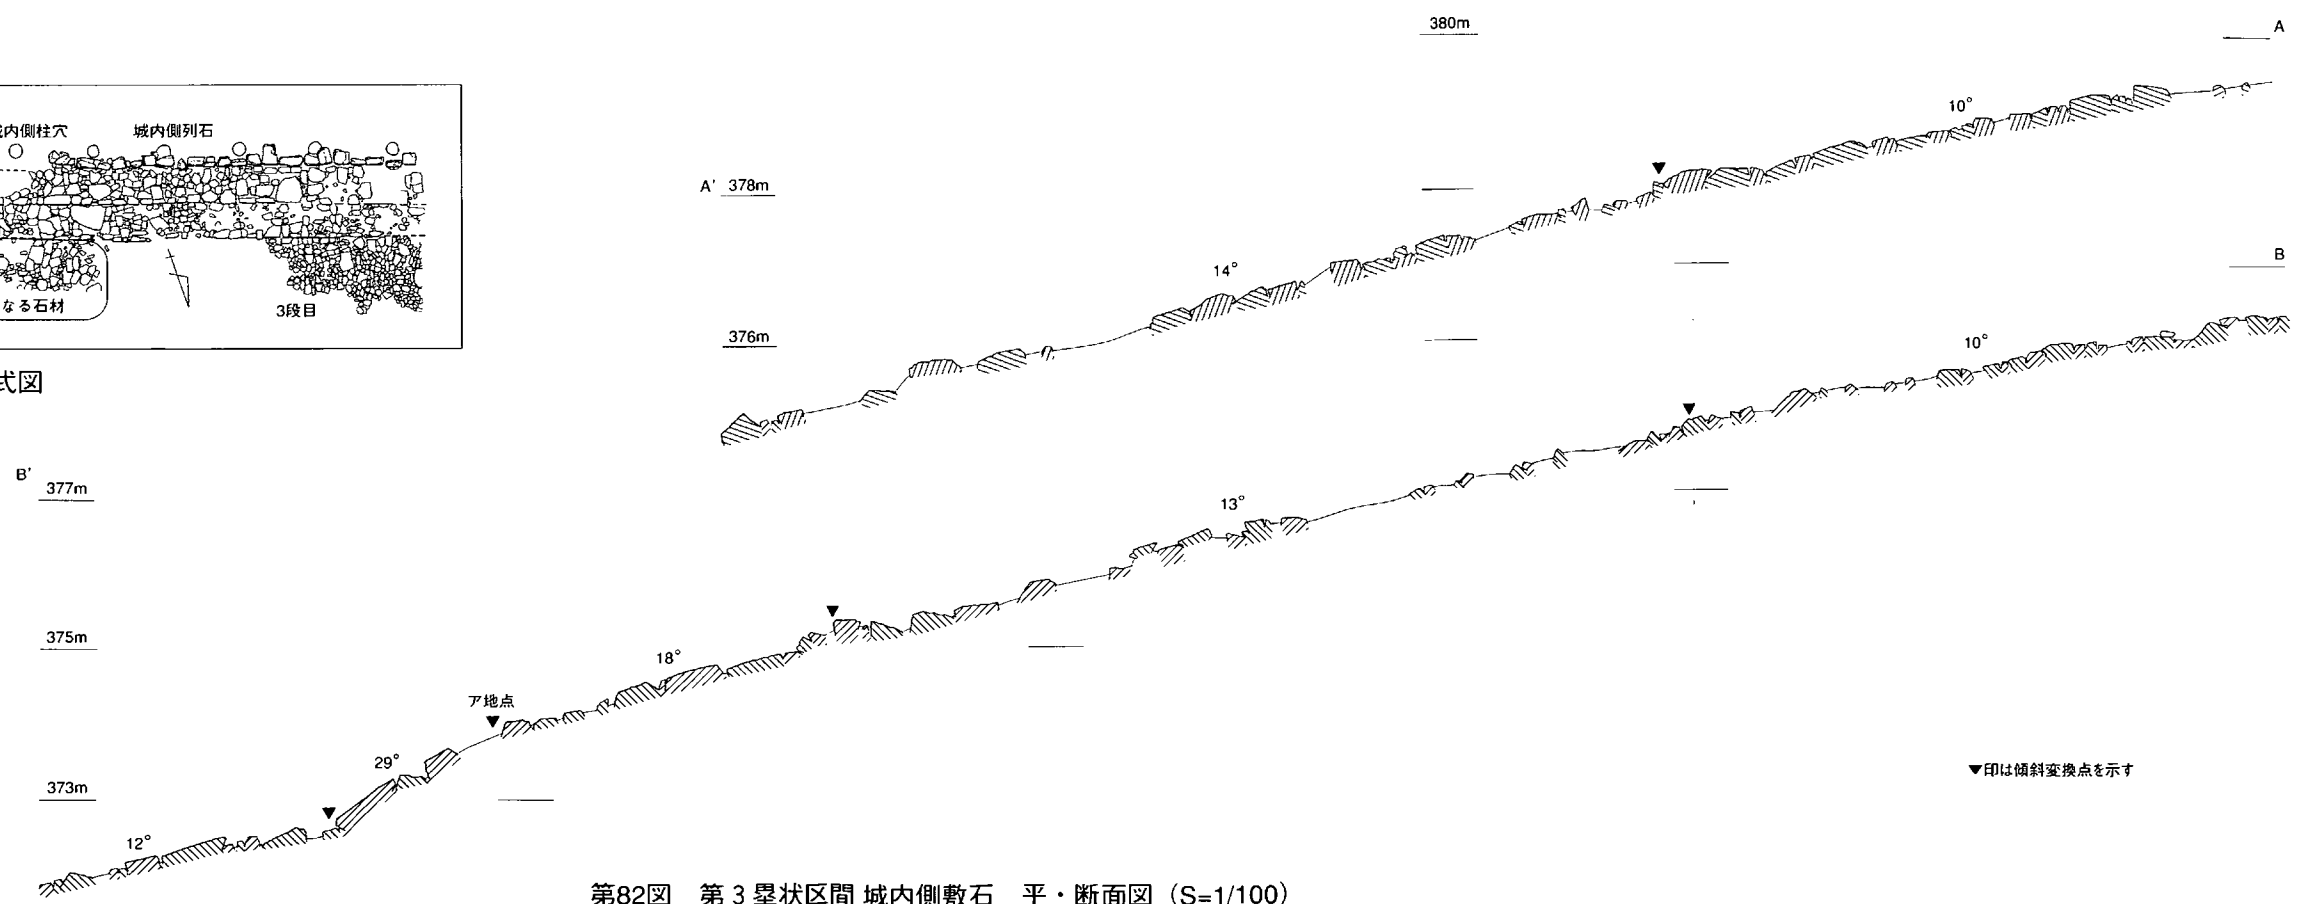 380m
A
城内側柱穴
城内側列石
10°
A' 378m
14°
B
なる石材
3段目
376m
10°
式図
B'
377m
13°
375m
18°
ア地点
29°
373m
▼印は傾斜変換点を示す
12°
第82図 第3塁状区間 城内側敷石 平・断面図（S=1/100）